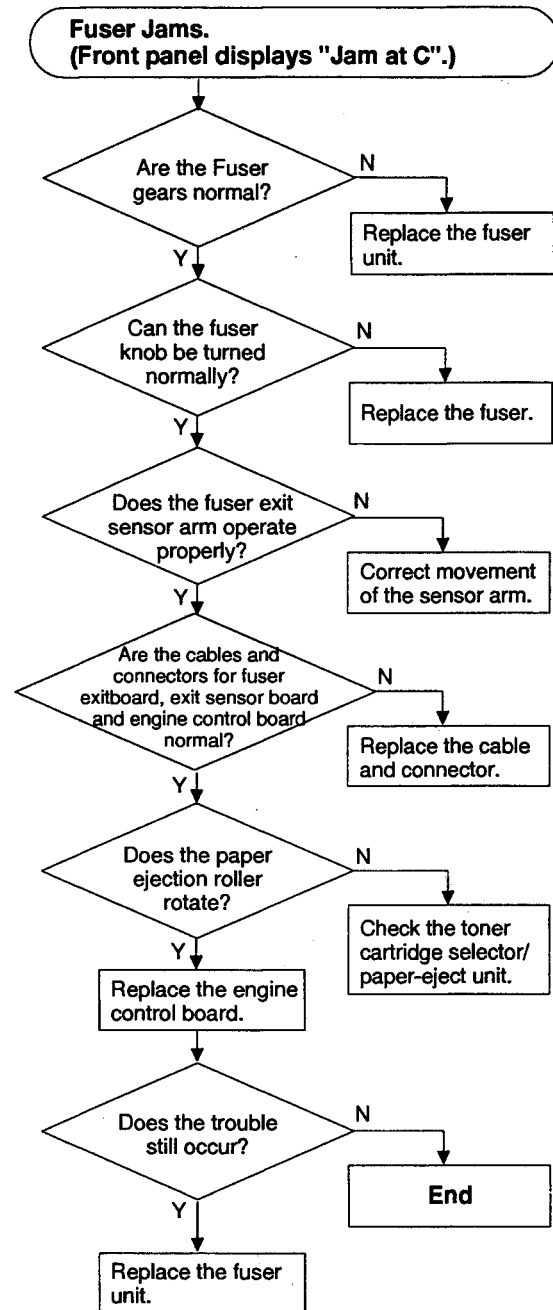 Fuser Jams.
(Front panel displays "Jam at C".)
Are the Fuser
gears normal?
N
Replace the fuser
unit.
Y
Can the fuser
knob be turned
normally?
N
Replace the fuser.
Y
Does the fuser exit
sensor arm operate
properly?
N
Correct movement
of the sensor arm.
Y
Are the cables and
connectors for fuser
exitboard, exit sensor board
and engine control board
normal?
N
Replace the cable
and connector.
Y
Does the paper
ejection roller
rotate?
N
Check the toner
cartridge selector/
paper-eject unit.
Y
Replace the engine
control board.
Does the trouble
still occur?
N
End
Y
Replace the fuser
unit.